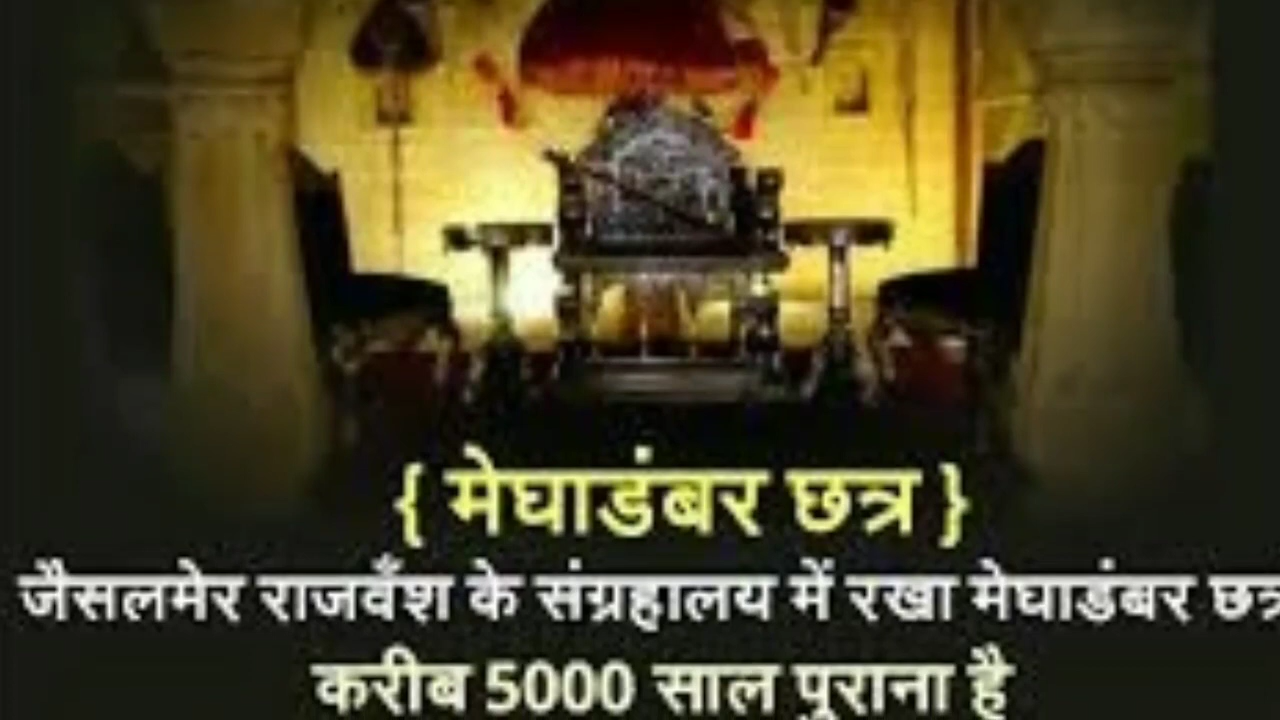 { मेघाडंबर छत्र }
जैसलमेर राजवँश के संग्रहालय में रखा मेघाडंबर छत्र
करीब 5000 साल पुराना है